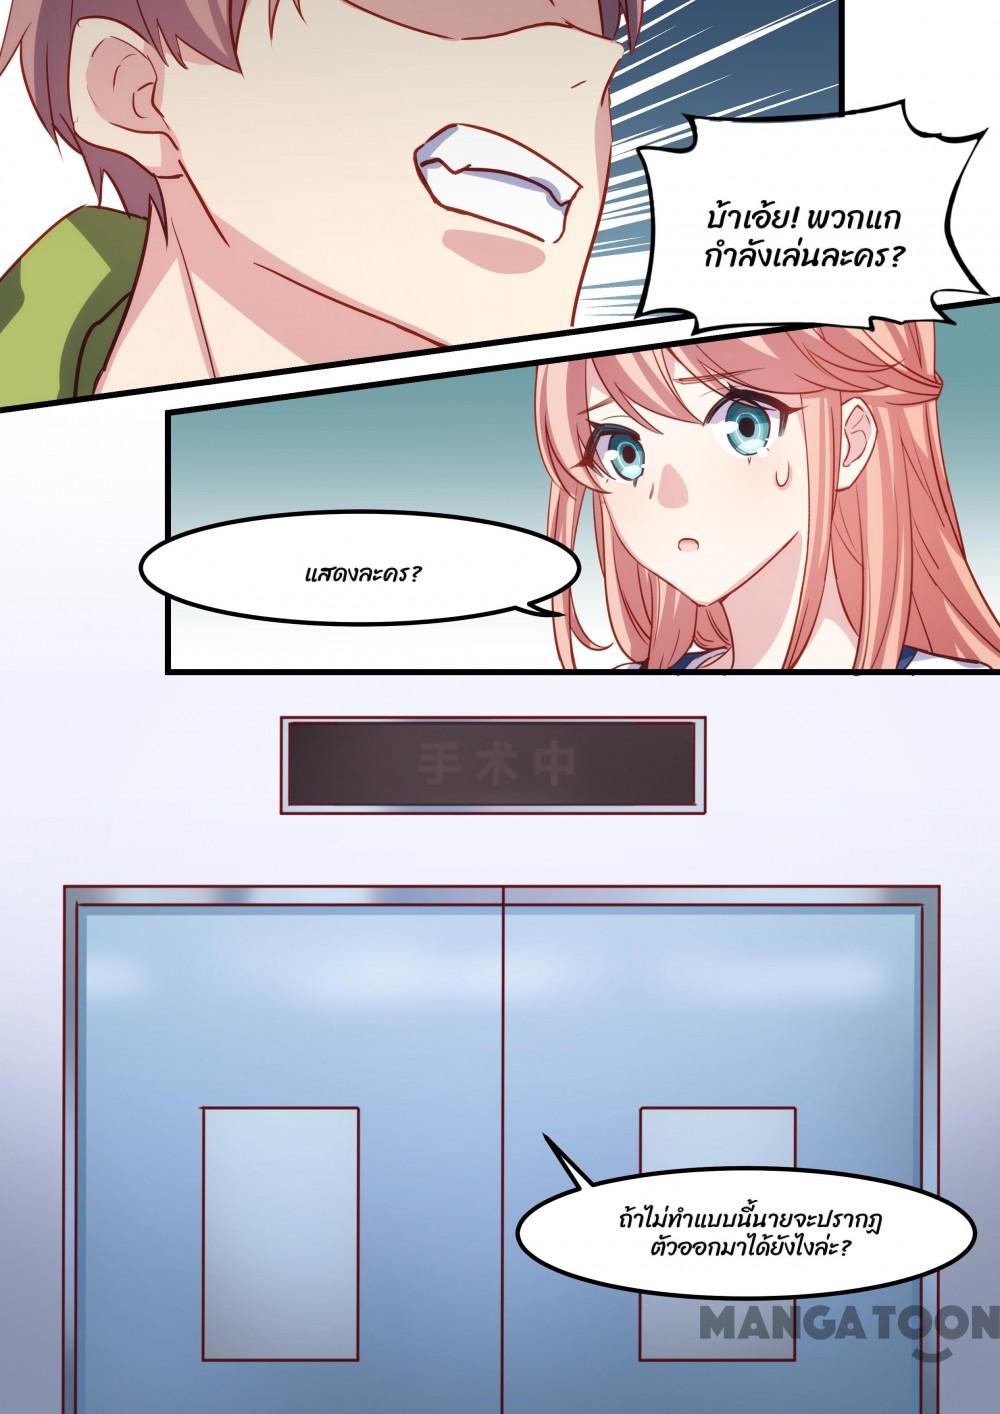 บ้าเอ้ย! พวกแก
กำลังเล่นละคร?
แสดงละคร?
手术中
ถ้าไม่ทำแบบนี้นายจะปรากฏ
ตัวออกมาได้ยังไงล่ะ?
MANGATOON